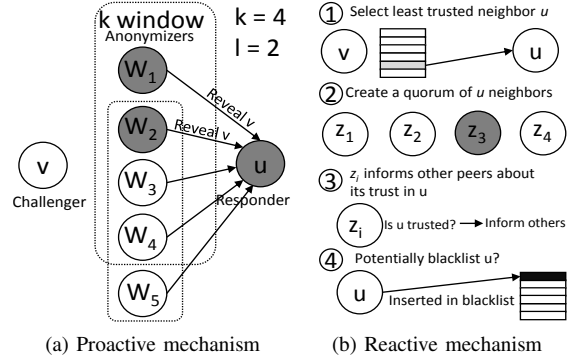 k window
Anonymizers
k = 4
l = 2
W1
Reveal v
W2
Reveal v
v
Challenger
W3
u
Responder
W4
W5
(a) Proactive mechanism
1 Select least trusted neighbor u
v
u
2 Create a quorum of u neighbors
z1 z2 z3 z4
3 zi informs other peers about
its trust in u
zi Is u trusted? Inform others
4 Potentially blacklist u?
u
Inserted in blacklist
(b) Reactive mechanism